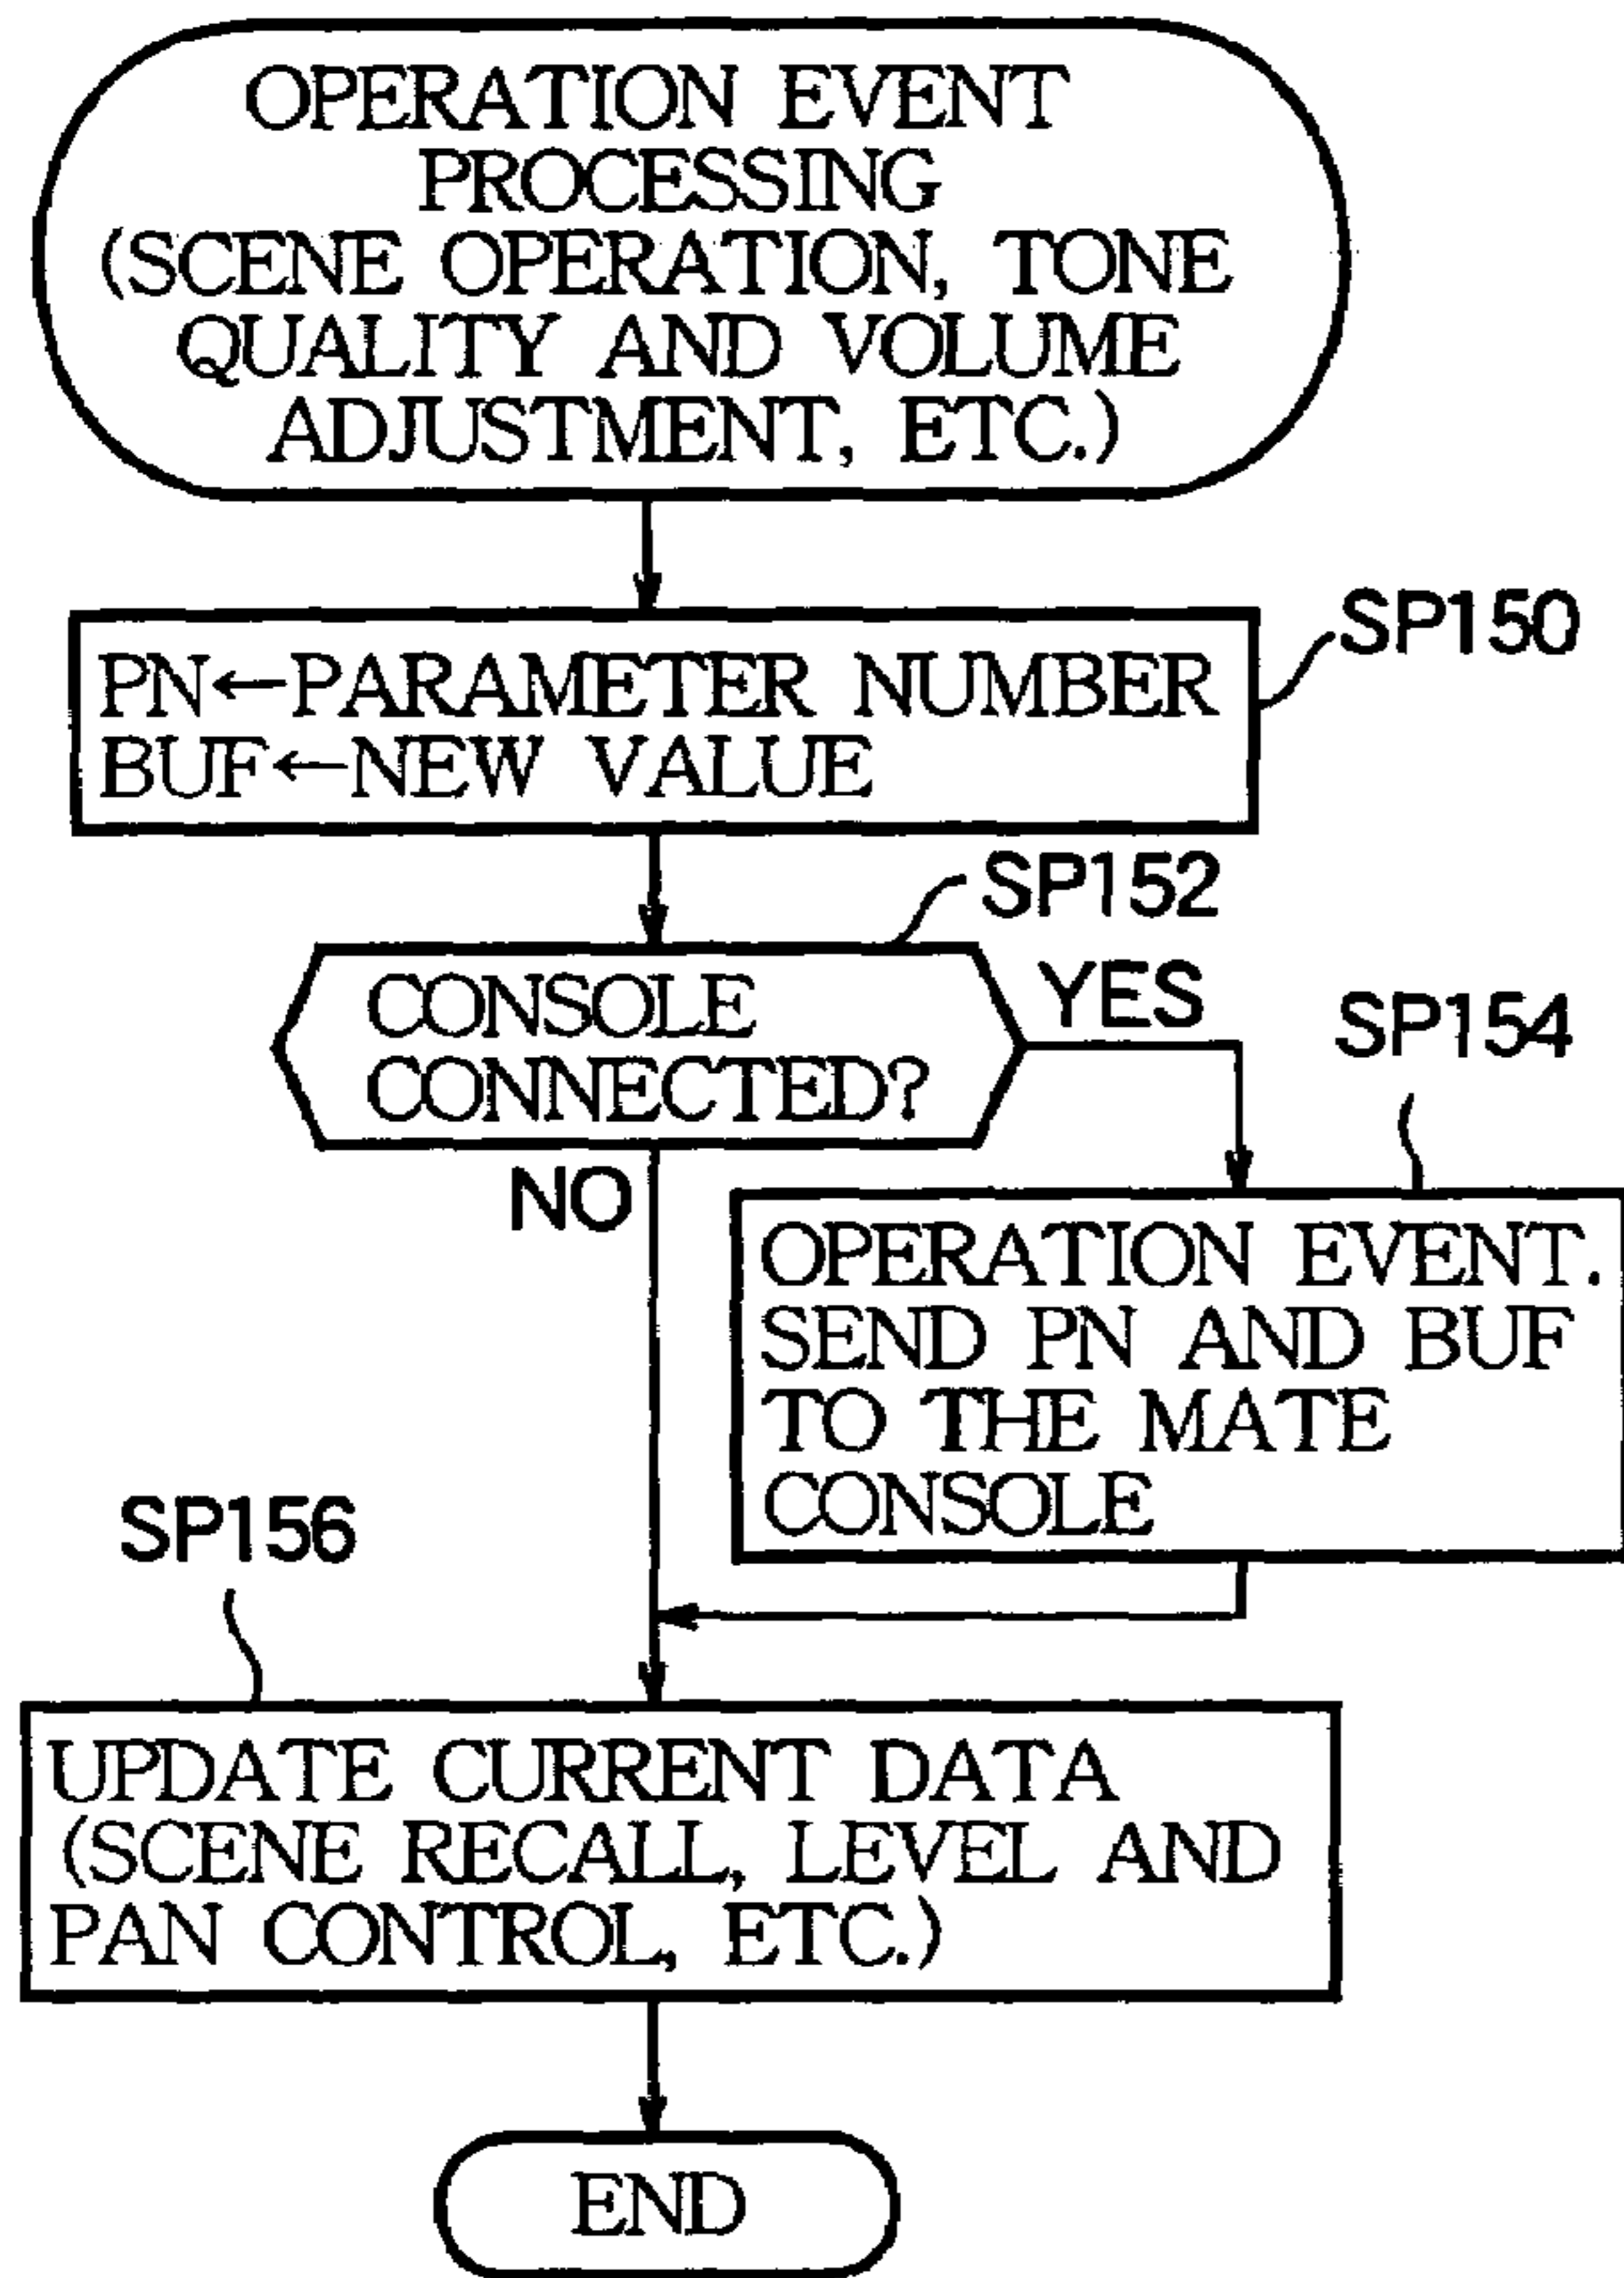 OPERATION EVENT
PROCESSING
(SCENE OPERATION, TONE
QUALITY AND VOLUME
ADJUSTMENT, ETC.)
SP150
PN←PARAMETER NUMBER
BUF←NEW VALUE
SP152
CONSOLE
CONNECTED?
YES
NO
SP154
OPERATION EVENT.
SEND PN AND BUF
TO THE MATE
CONSOLE
SP156
UPDATE CURRENT DATA
(SCENE RECALL, LEVEL AND
PAN CONTROL, ETC.)
END